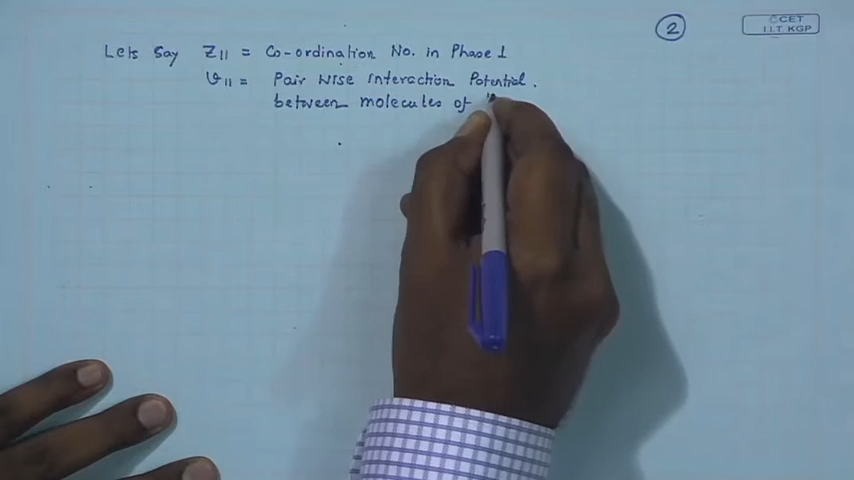 2
© CET
I.I.T. KGP
Lets Say Z11 = Co-ordination No. in Phase 1
υ11 = Pair Wise Interaction Potential.
between molecules of